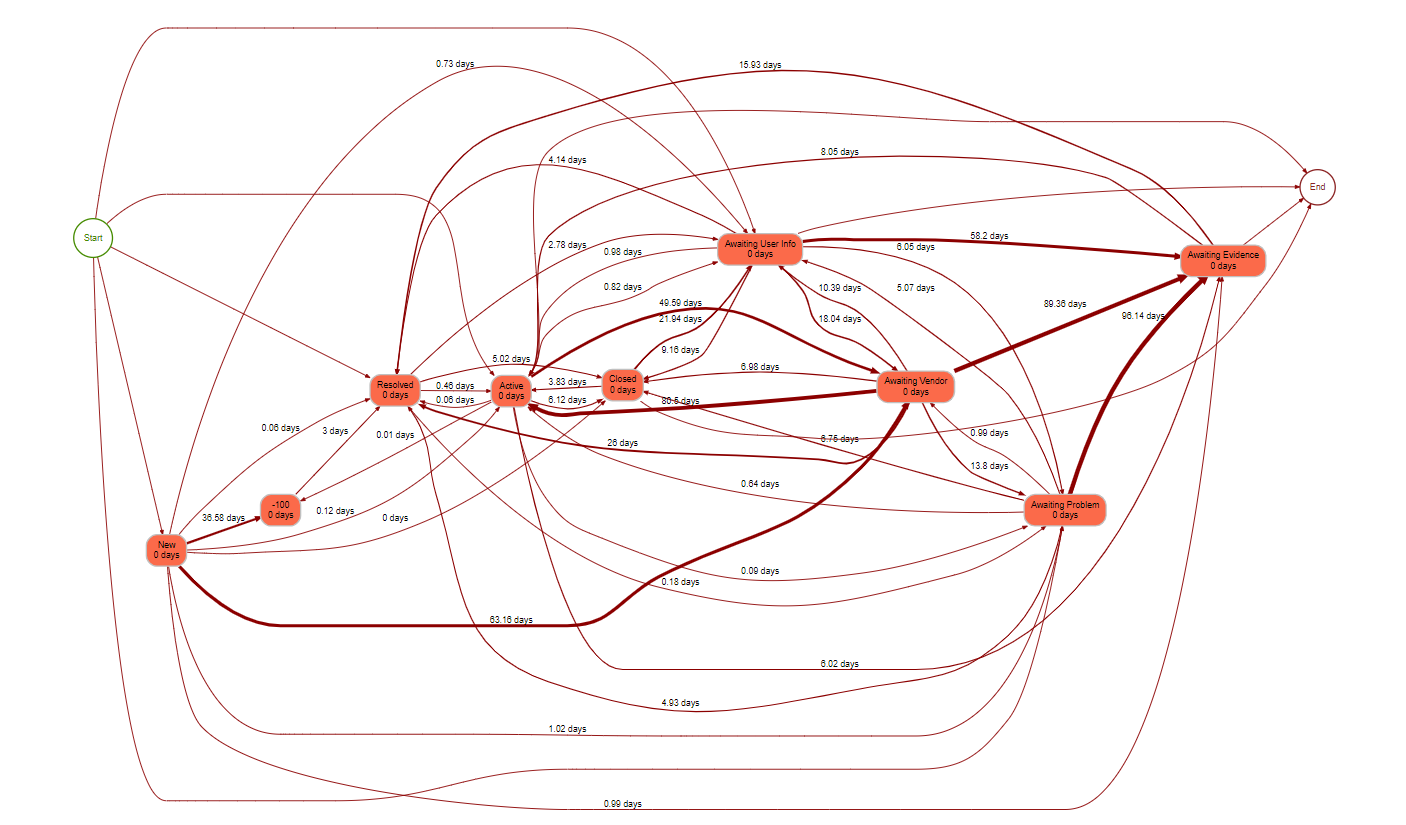 0.73 days
15.93 days
4.14 days
8.05 days
End
Start
2.78 days
0.98 days
Awaiting User Info
0 days
58.2 days
6.05 days
Awaiting Evidence
0 days
0.82 days
10.39 days
5.07 days
49.59 days
21.94 days
18.04 days
89.36 days
96.14 days
9.16 days
5.02 days
6.98 days
Resolved
0 days
0.46 days
0.06 days
Active
0 days
3.83 days
6.12 days
Closed
0 days
Awaiting Vendor
0 days
80.5 days
0.06 days
3 days
0.01 days
26 days
6.75 days
0.99 days
13.8 days
0.64 days
-100
0 days
36.58 days
0.12 days
0 days
Awaiting Problem
0 days
New
0 days
0.09 days
0.18 days
63.16 days
6.02 days
4.93 days
1.02 days
0.99 days